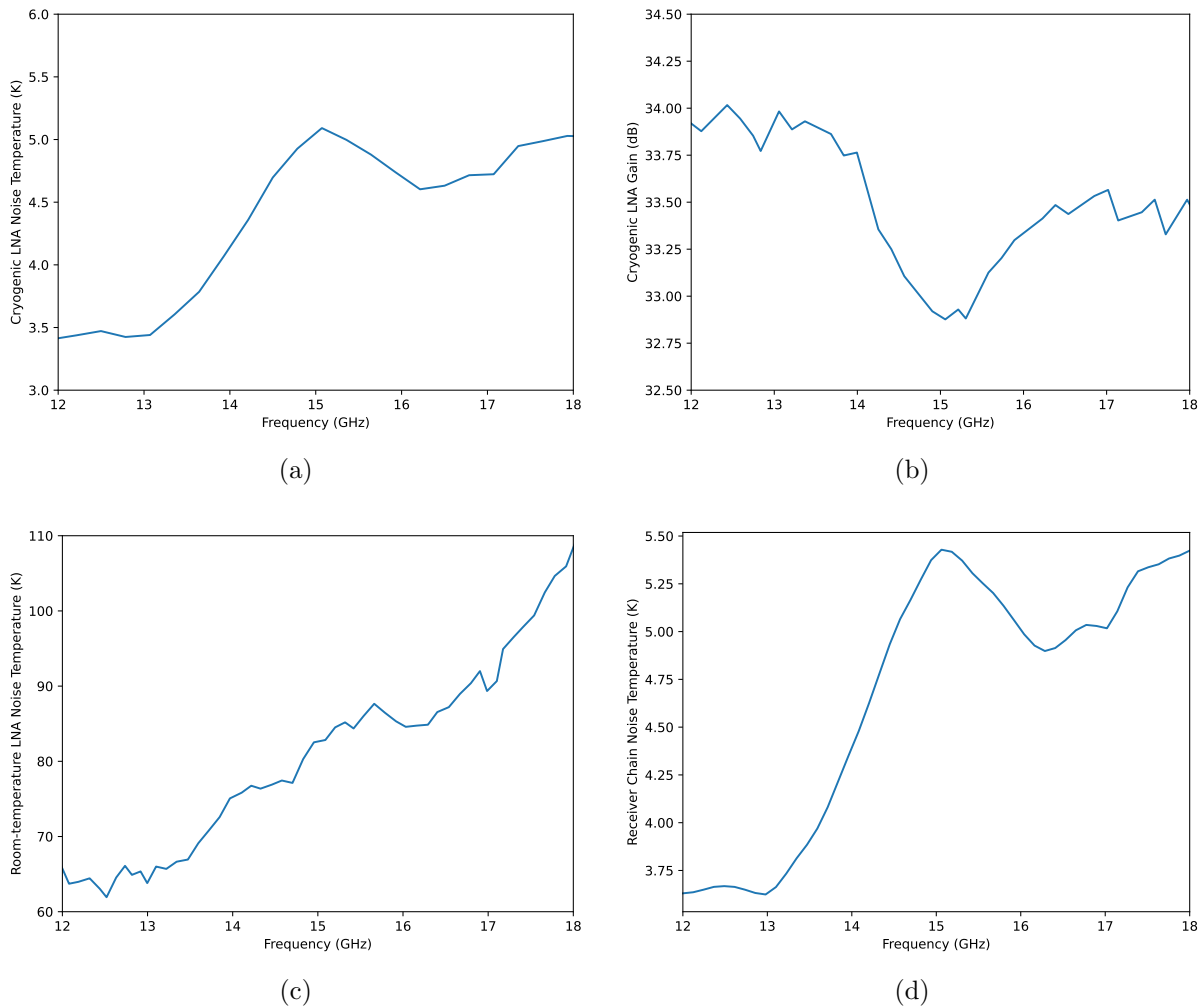 6.0
5.5
5.0
4.5
4.0
3.5
3.0
Cryogenic LNA Noise Temperature (K)
12 13 14 15 16 17 18
Frequency (GHz)
(a)
34.50
34.25
34.00
33.75
33.50
33.25
33.00
32.75
32.50
Cryogenic LNA Gain (dB)
12 13 14 15 16 17 18
Frequency (GHz)
(b)
110
100
90
80
70
60
Room-temperature LNA Noise Temperature (K)
12 13 14 15 16 17 18
Frequency (GHz)
(c)
5.50
5.25
5.00
4.75
4.50
4.25
4.00
3.75
Receiver Chain Noise Temperature (K)
12 13 14 15 16 17 18
Frequency (GHz)
(d)